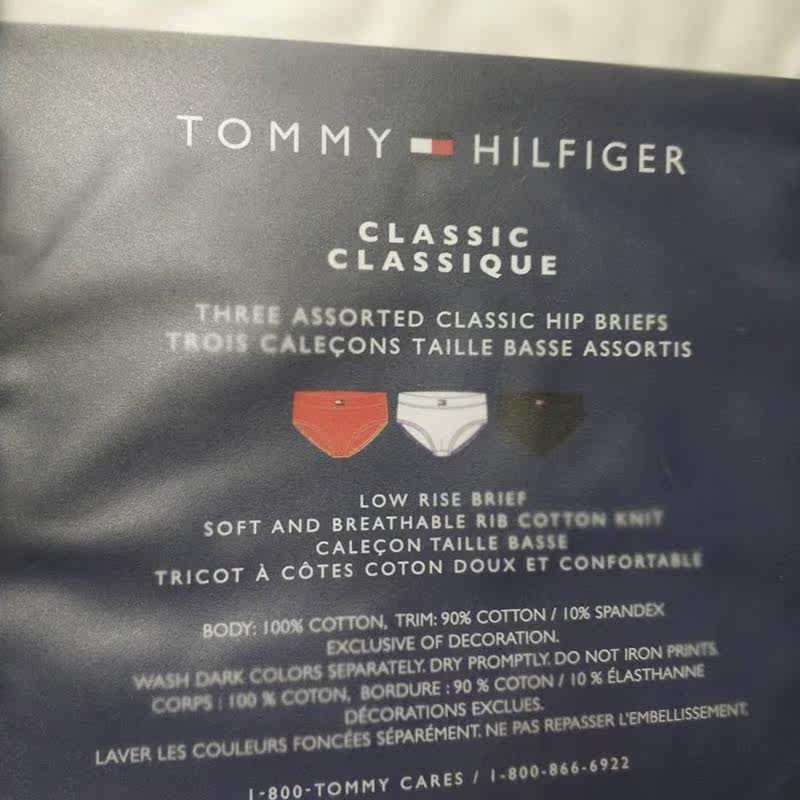 TOMMY HILFIGER
CLASSIC
CLASSIQUE
THREE ASSORTED CLASSIC HIP BRIEFS
TROIS CALEÇONS TAILLE BASSE ASSORTIS
LOW RISE BRIEF
SOFT AND BREATHABLE RIB COTTON KNIT
CALEÇON TAILLE BASSE
TRICOT À CÔTES COTON DOUX ET CONFORTABLE
BODY: 100% COTTON, TRIM: 90% COTTON / 10% SPANDEX
EXCLUSIVE OF DECORATION.
WASH DARK COLORS SEPARATELY. DRY PROMPTLY. DO NOT IRON PRINTS.
CORPS : 100 % COTON, BORDURE : 90 % COTON / 10 % ÉLASTHANNE
DÉCORATIONS EXCLUES.
LAVER LES COULEURS FONCÉES SÉPARÉMENT. NE PAS REPASSER L'EMBELLISSEMENT.
1-800-TOMMY CARES / 1-800-866-6922